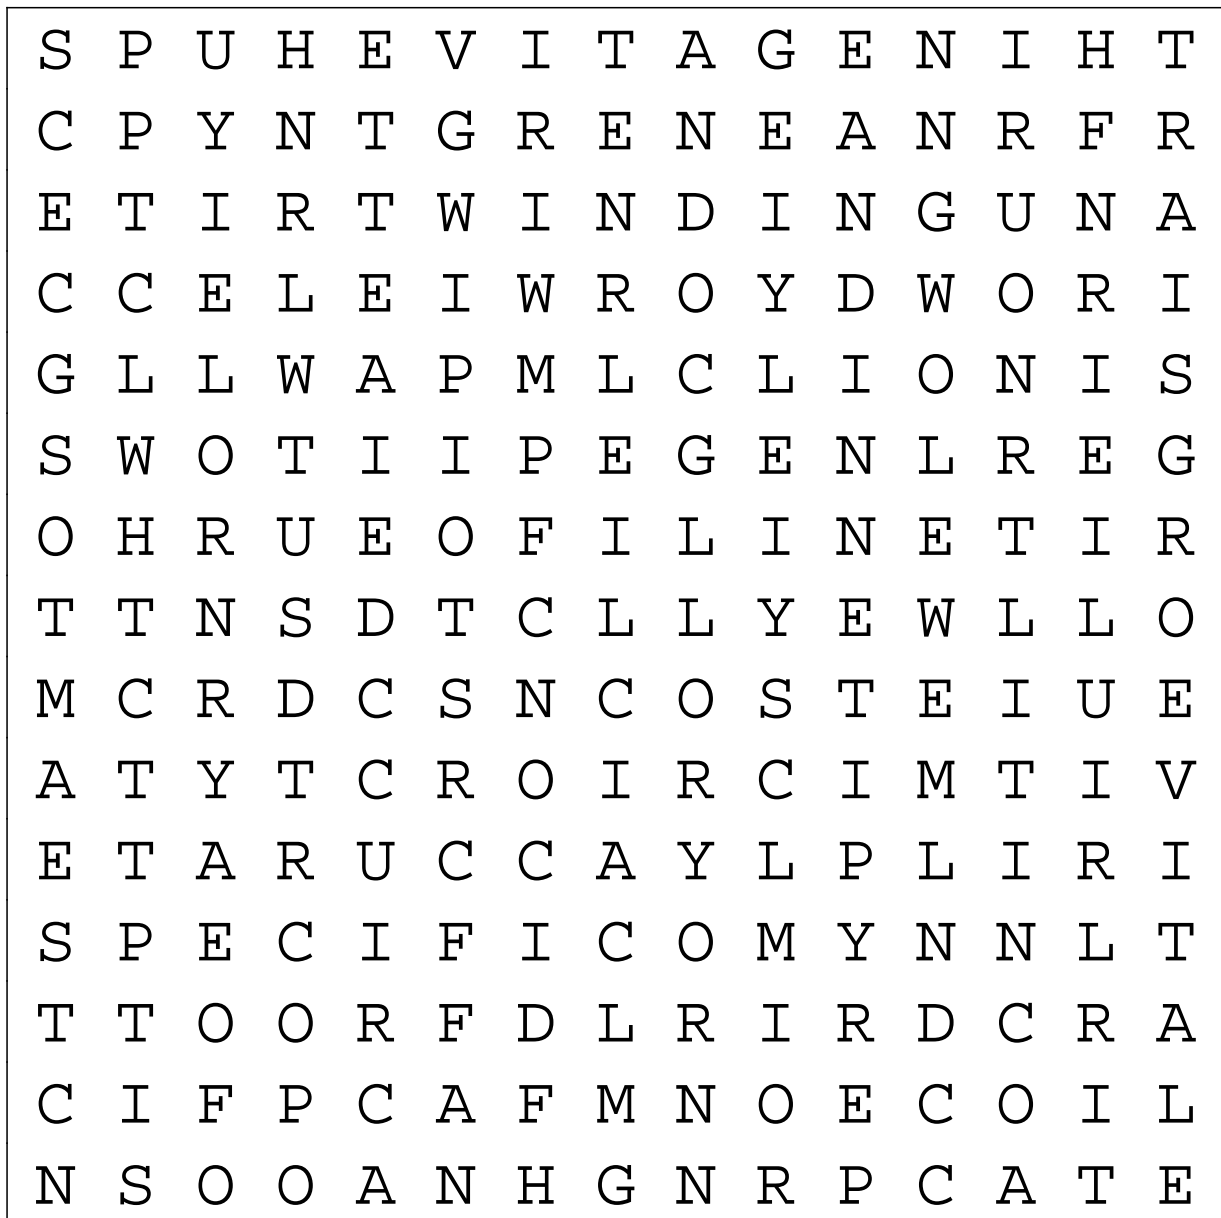 S P U H E V I T A G E N I H T
C P Y N T G R E N E A N R F R
E T I R T W I N D I N G U N A
C C E L E I W R O Y D W O R I
G L L W A P M L C L I O N I S
S W O T I I P E G E N L R E G
O H R U E O F I L I N E T I R
T T N S D T C L L Y E W L L O
M C R D C S N C O S T E I U E
A T Y T C R O I R C I M T I V
E T A R U C C A Y L P L I R I
S P E C I F I C O M Y N N L T
T T O O R F D L R I R D C R A
C I F P C A F M N O E C O I L
N S O O A N H G N R P C A T E